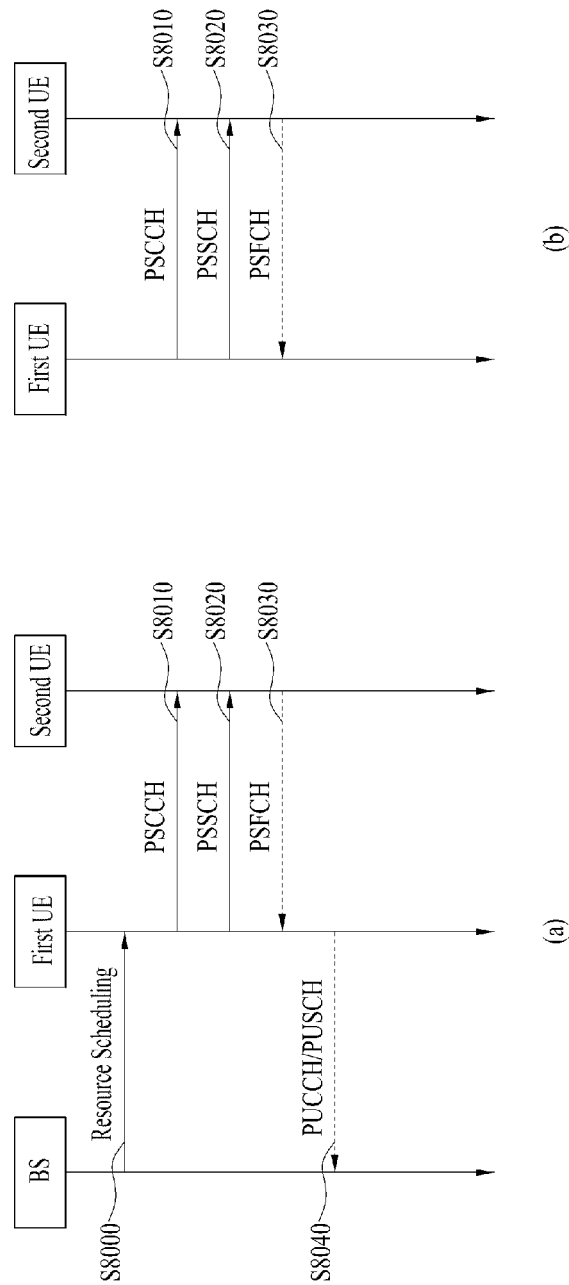 BS
First UE
Second UE
S8000
Resource Scheduling
PSCCH
S8010
PSSCH
S8020
PSFCH
S8030
S8040
PUCCH/PUSCH
(a)
First UE
Second UE
PSCCH
S8010
PSSCH
S8020
PSFCH
S8030
(b)